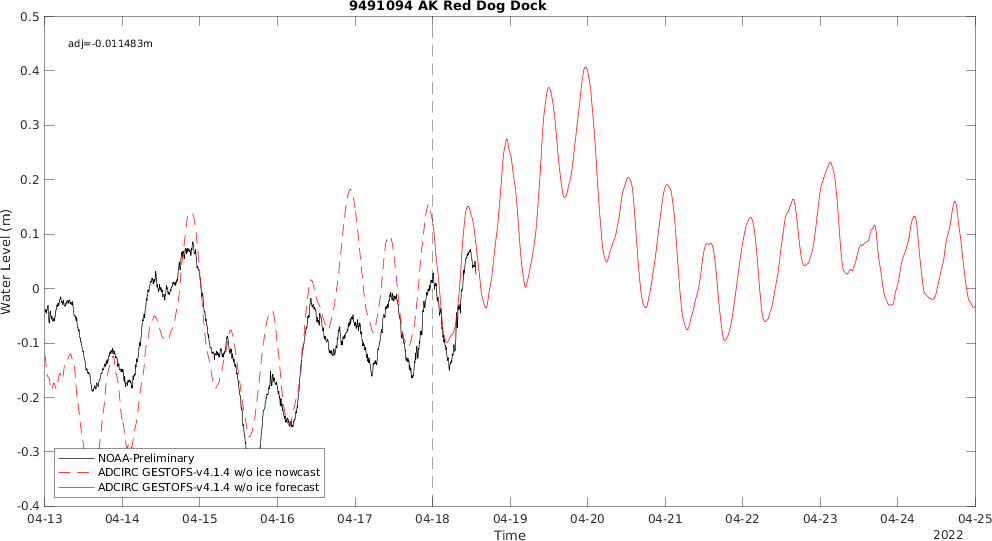 9491094 AK Red Dog Dock
adj=-0.011483m
0.5
0.4
0.3
0.2
0.1
0
-0.1
-0.2
-0.3
-0.4
Water Level (m)
NOAA-Preliminary
ADCIRC GESTOFS-v4.1.4 w/o ice nowcast
ADCIRC GESTOFS-v4.1.4 w/o ice forecast
04-13 04-14 04-15 04-16 04-17 04-18 04-19 04-20 04-21 04-22 04-23 04-24 04-25
Time
2022